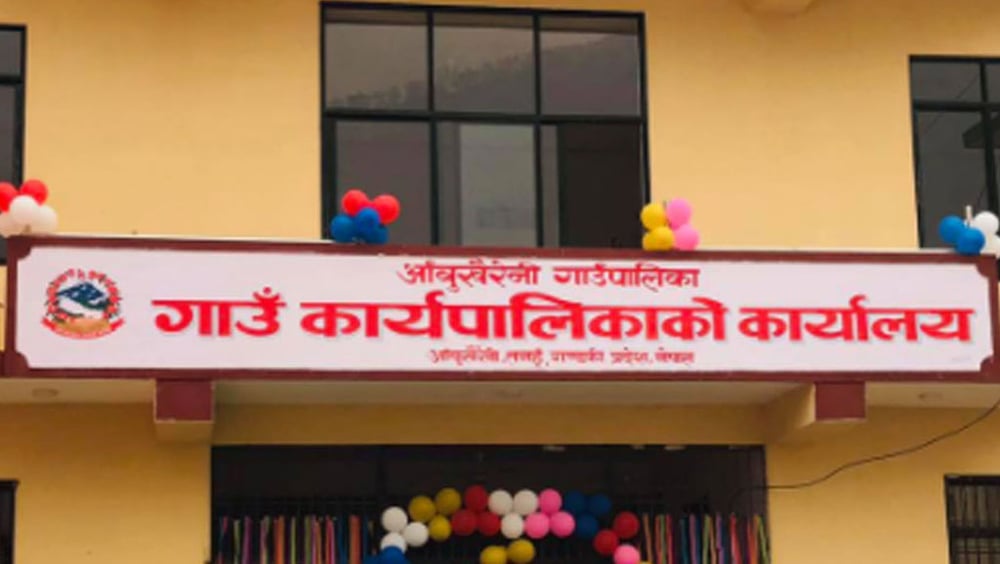 आँबुखैरेनी गाउँपालिका
गाउँ कार्यपालिकाको कार्यालय
आँबुखैरेनी, तनहुँ, गण्डकी प्रदेश, नेपाल